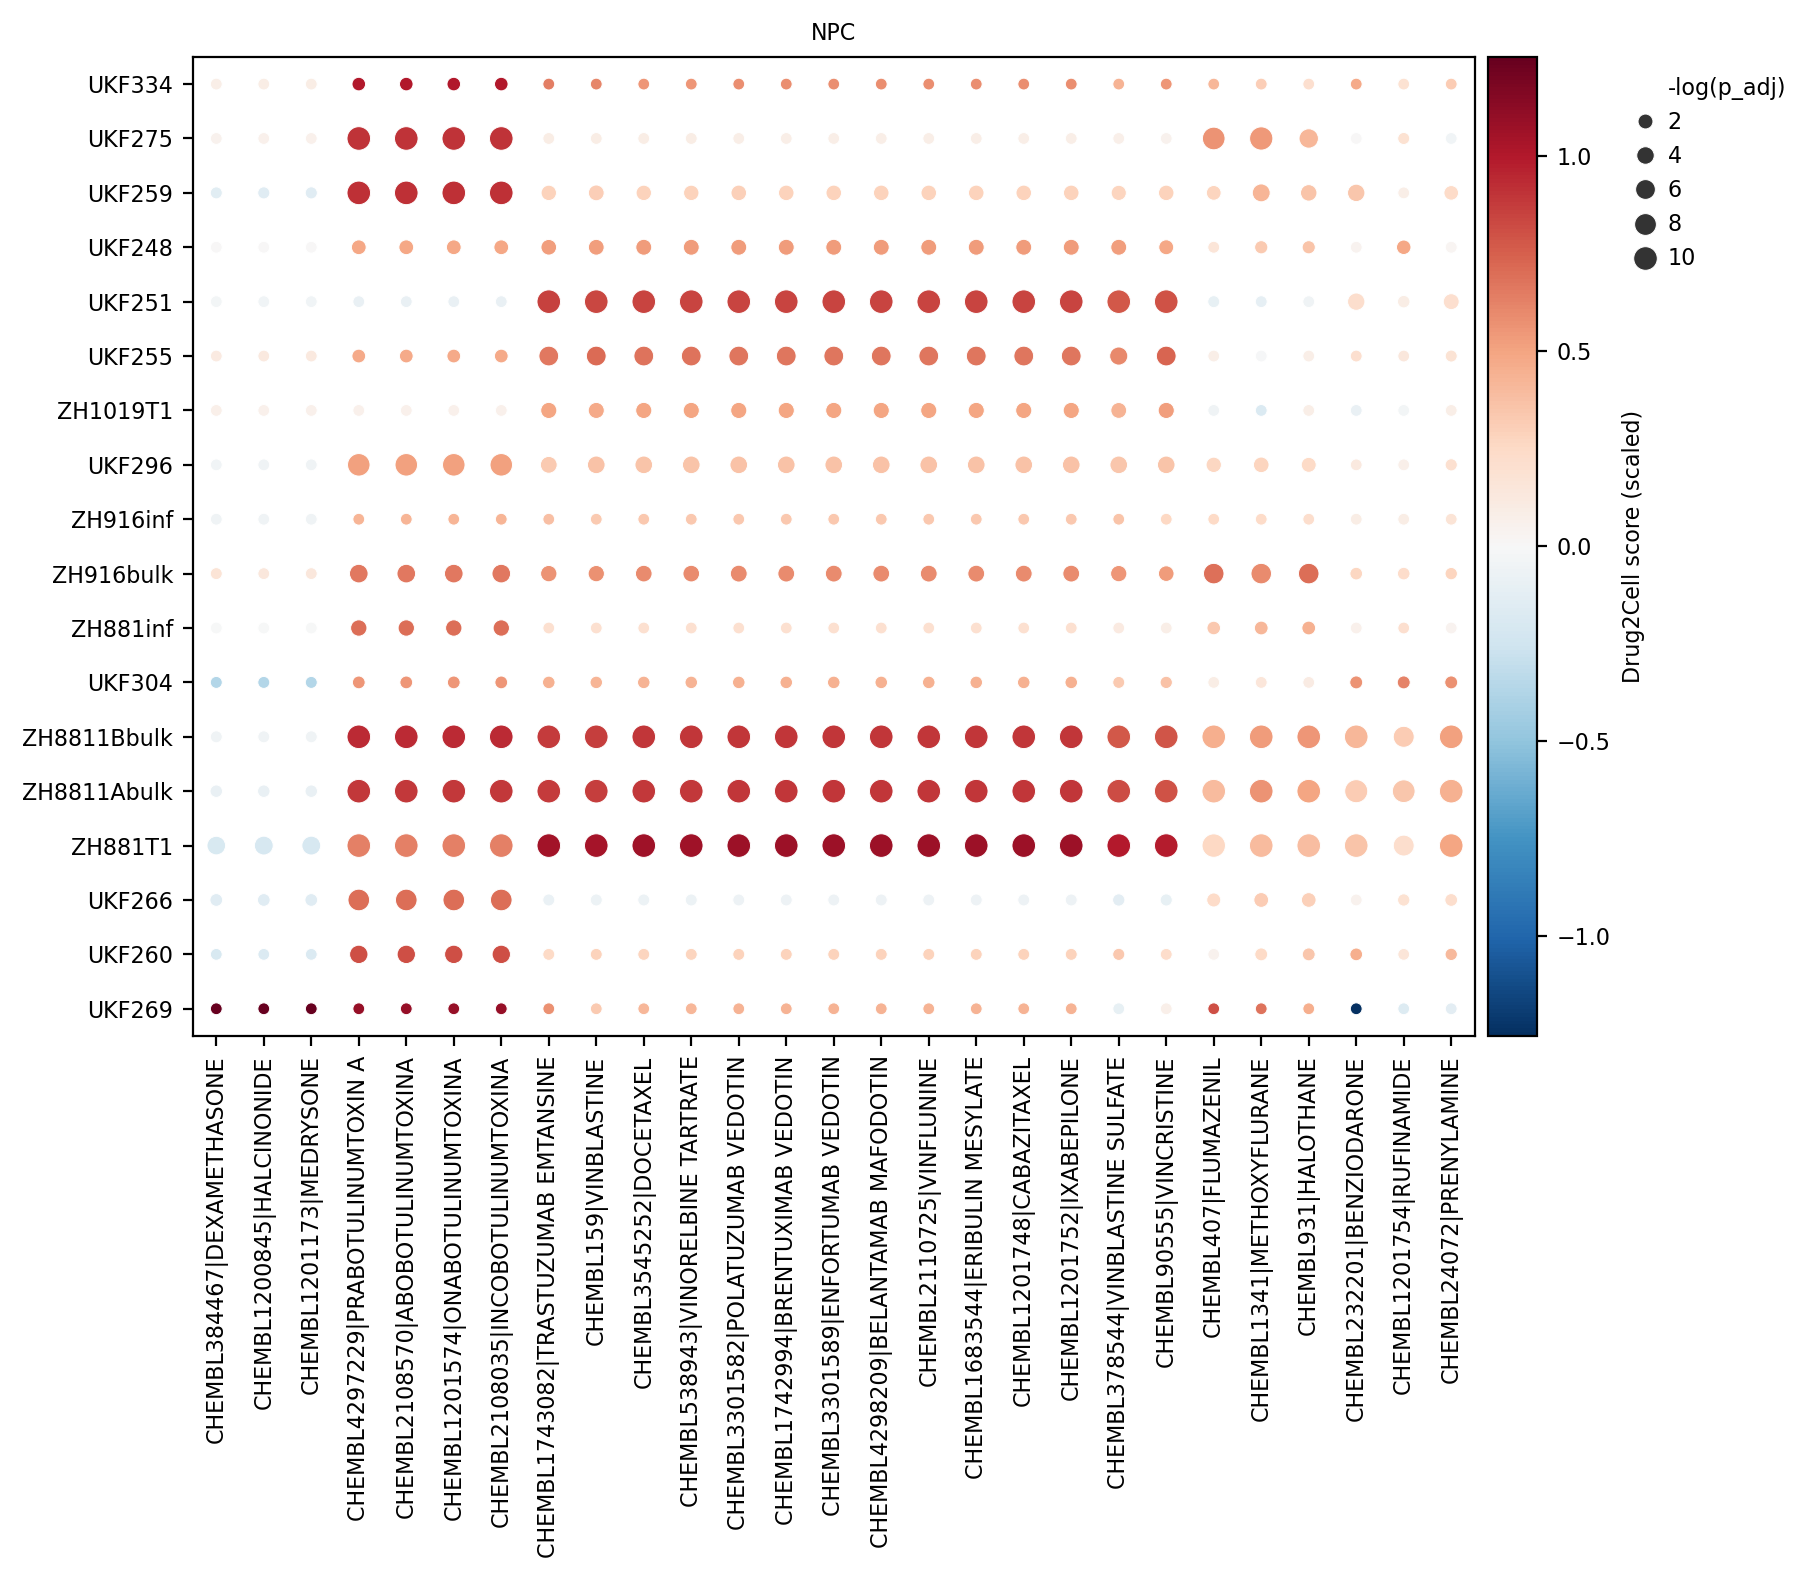 NPC
UKF334
UKF275
UKF259
UKF248
UKF251
UKF255
ZH1019T1
UKF296
ZH916inf
ZH916bulk
ZH881inf
UKF304
ZH8811Bbulk
ZH8811Abulk
ZH881T1
UKF266
UKF260
UKF269
CHEMBL384467|DEXAMETHASONE
CHEMBL1200845|HALCINONIDE
CHEMBL1201173|MEDRYSONE
CHEMBL4297229|PRABOTULINUMTOXIN A
CHEMBL2108570|ABOBOTULINUMTOXINA
CHEMBL1201574|ONABOTULINUMTOXINA
CHEMBL2108035|INCOBOTULINUMTOXINA
CHEMBL1743082|TRASTUZUMAB EMTANSINE
CHEMBL159|VINBLASTINE
CHEMBL3545252|DOCETAXEL
CHEMBL553894​3|VINORELBINE TARTRATE
CHEMBL3301582|POLATUZUMAB VEDOTIN
CHEMBL1742994|BRENTUXIMAB VEDOTIN
CHEMBL3301589|ENFORTUMAB VEDOTIN
CHEMBL4298209|BELANTAMAB MAFODOTIN
CHEMBL2110725|VINFLUNINE
CHEMBL1683544|ERIBULIN MESYLATE
CHEMBL1201748|CABAZITAXEL
CHEMBL1201752|IXABEPILONE
CHEMBL3785​44|VINBLASTINE SULFATE
CHEMBL90555|VINCRISTINE
CHEMBL407|FLUMAZENIL
CHEMBL1341|METHOXYFLURANE
CHEMBL931|HALOTHANE
CHEMBL232201|BENZIODARONE
CHEMBL1201754|RUFINAMIDE
CHEMBL24072|PRENYLAMINE
1.0
0.5
0.0
−0.5
−1.0
Drug2Cell score (scaled)
-log(p_adj)
2
4
6
8
10